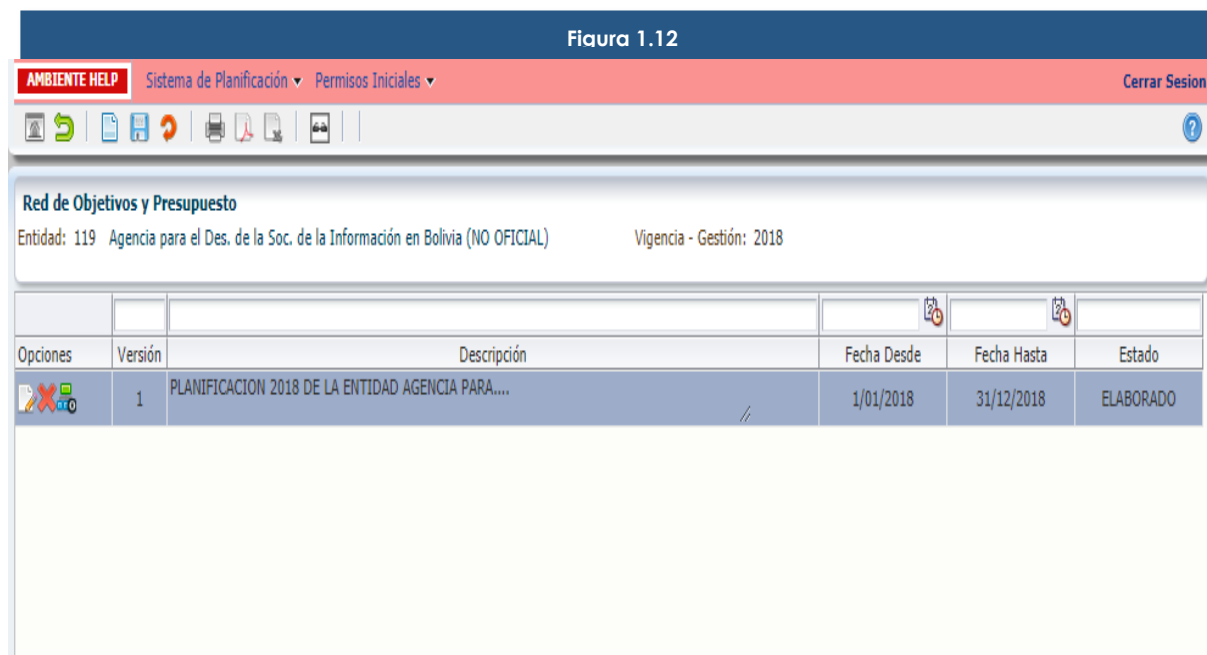 Figura 1.12
AMBIENTE HELP Sistema de Planificación Permisos Iniciales Cerrar Sesion
Red de Objetivos y Presupuesto
Entidad: 119 Agencia para el Des. de la Soc. de la Información en Bolivia (NO OFICIAL) Vigencia - Gestión: 2018
Opciones Versión Descripción Fecha Desde Fecha Hasta Estado
1 PLANIFICACION 2018 DE LA ENTIDAD AGENCIA PARA.... 1/01/2018 31/12/2018 ELABORADO